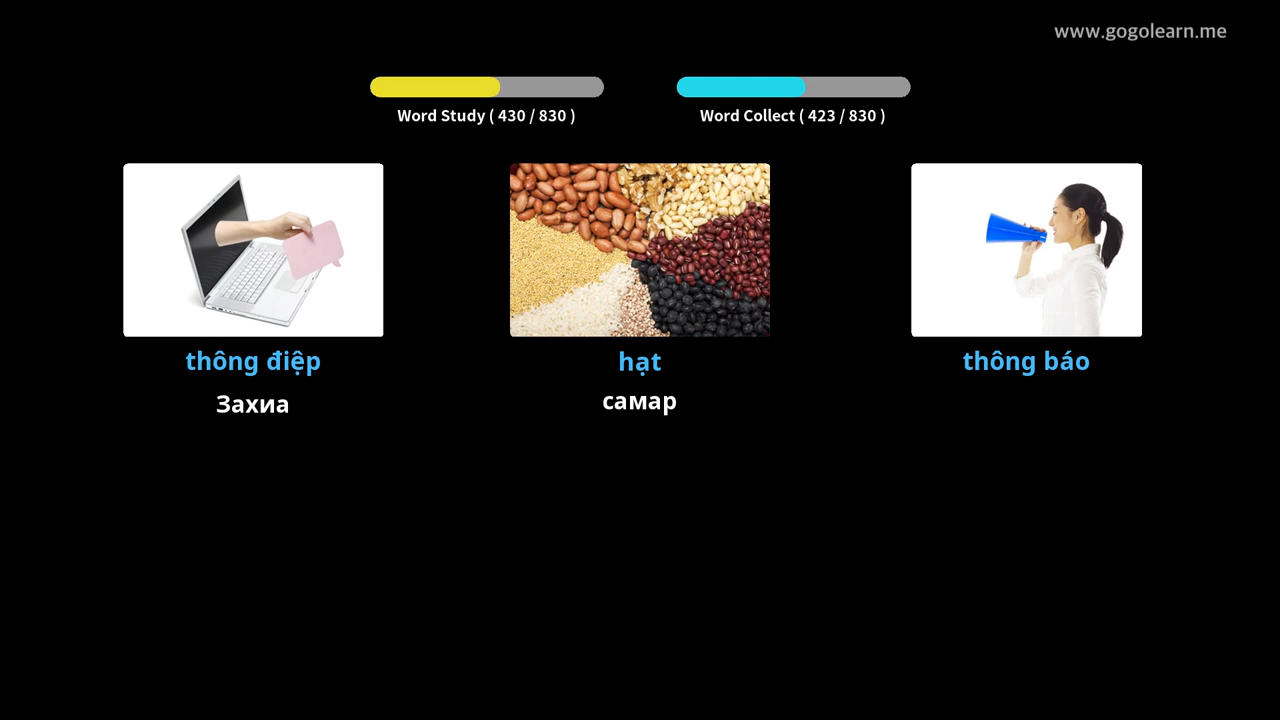 www.gogolearn.me
Word Study ( 430 / 830 )
Word Collect ( 423 / 830 )
thông điệp
Захиа
hạt
самар
thông báo